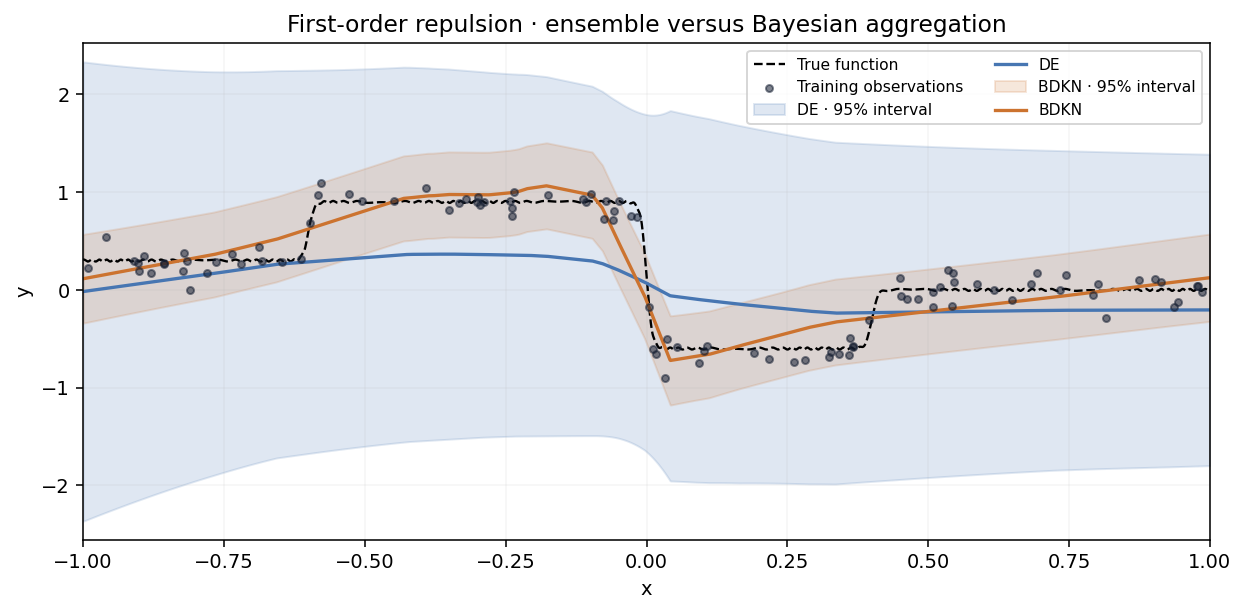 First-order repulsion · ensemble versus Bayesian aggregation
True function
Training observations
DE · 95% interval
DE
BDKN · 95% interval
BDKN
y
2
1
0
−1
−2
−1.00
−0.75
−0.50
−0.25
0.00
0.25
0.50
0.75
1.00
x